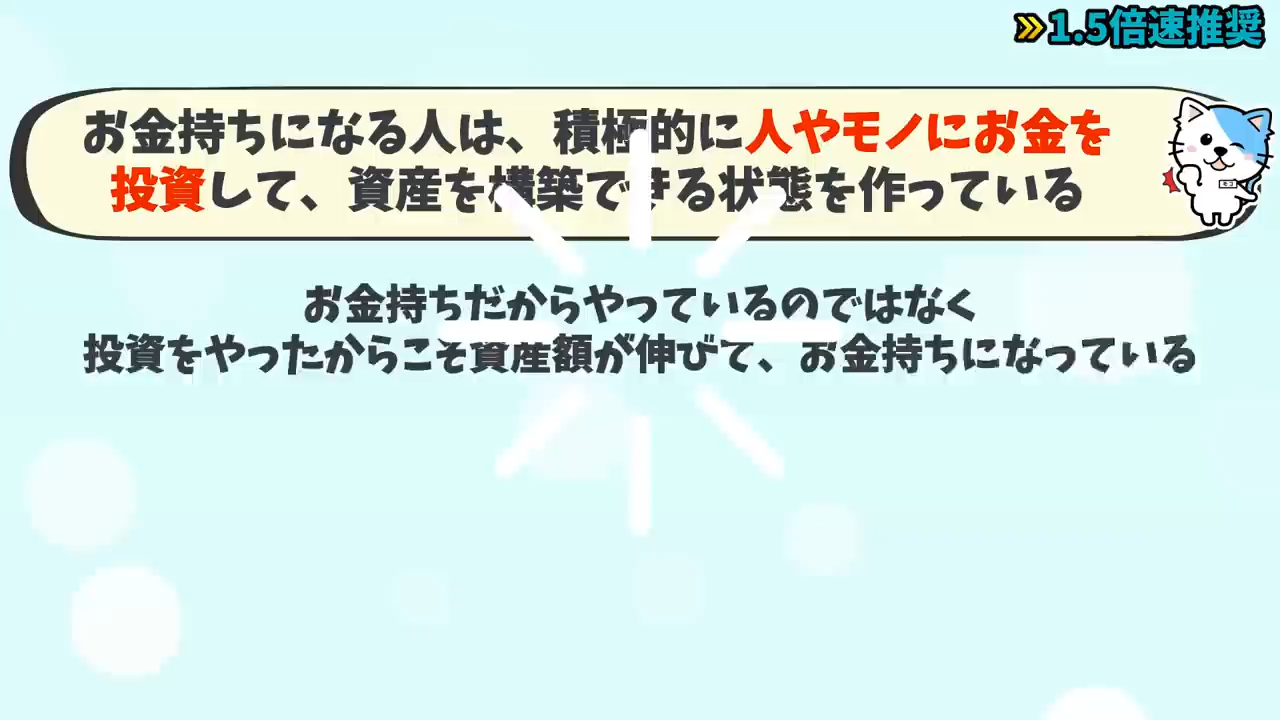 1.5倍速推奨
お金持ちになる人は、積極的に人やモノにお金を
投資して、資産を構築できる状態を作っている
お金持ちだからやっているのではなく
投資をやったからこそ資産額が伸びて、お金持ちになっている